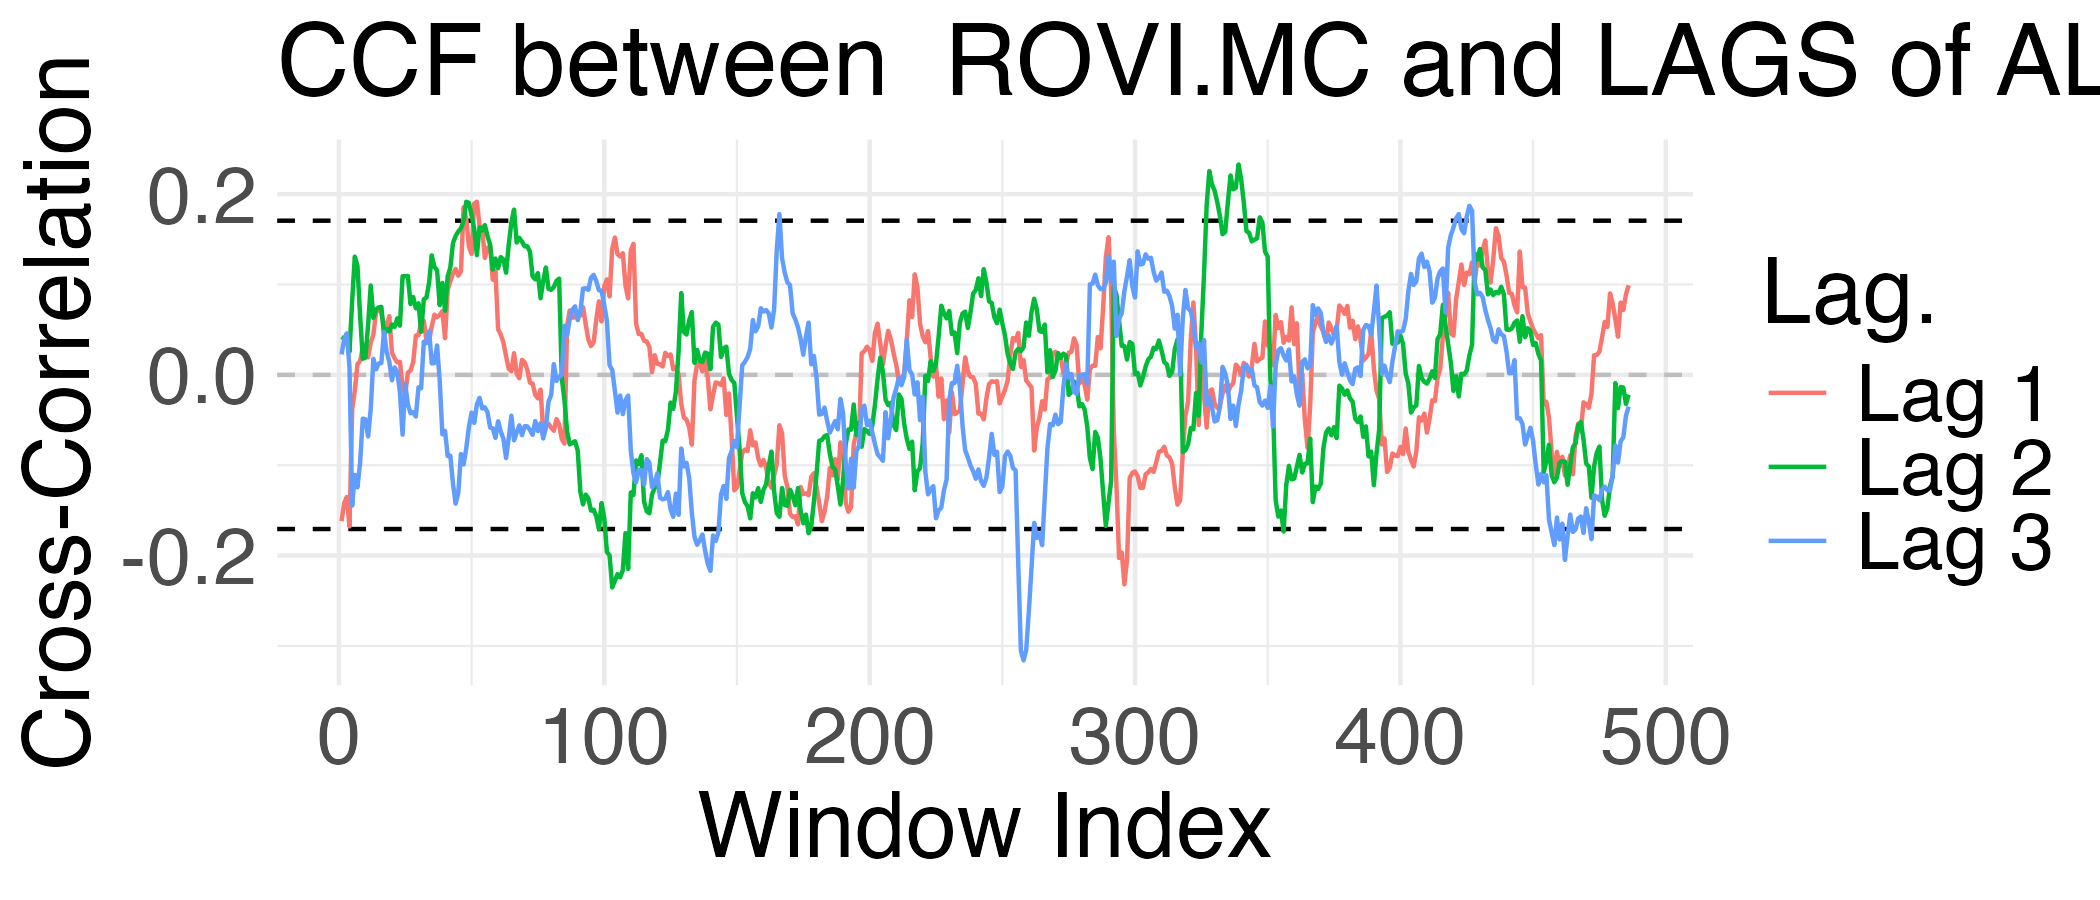 CCF between  ROVI.MC and LAGS of AL
Cross-Correlation
0.2
0.0
-0.2
0 100 200 300 400 500
Window Index
Lag.
Lag 1
Lag 2
Lag 3